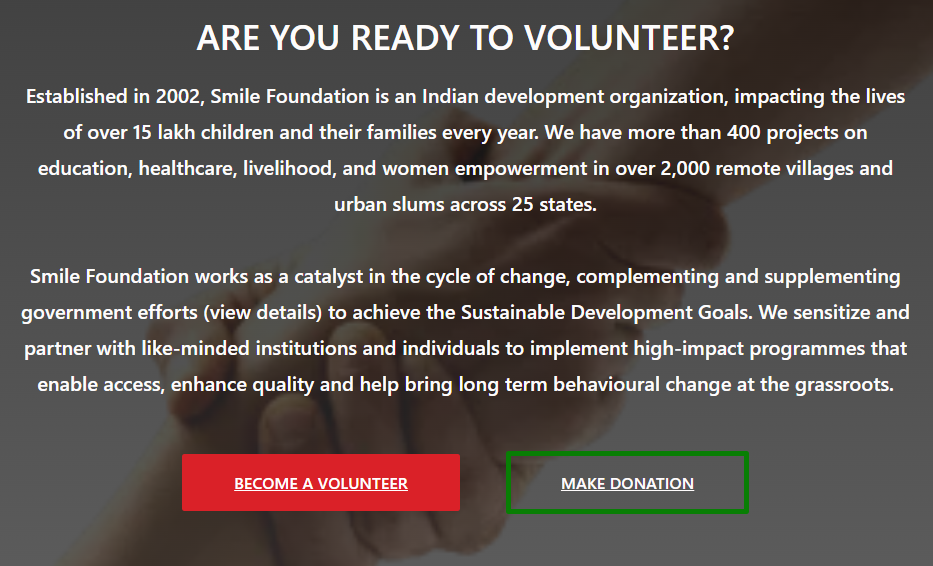 ARE YOU READY TO VOLUNTEER?
Established in 2002, Smile Foundation is an Indian development organization, impacting the lives
of over 15 lakh children and their families every year. We have more than 400 projects on
education, healthcare, livelihood, and women empowerment in over 2,000 remote villages and
urban slums across 25 states.
Smile Foundation works as a catalyst in the cycle of change, complementing and supplementing
government efforts (view details) to achieve the Sustainable Development Goals. We sensitize and
partner with like-minded institutions and individuals to implement high-impact programmes that
enable access, enhance quality and help bring long term behavioural change at the grassroots.
BECOME A VOLUNTEER MAKE DONATION